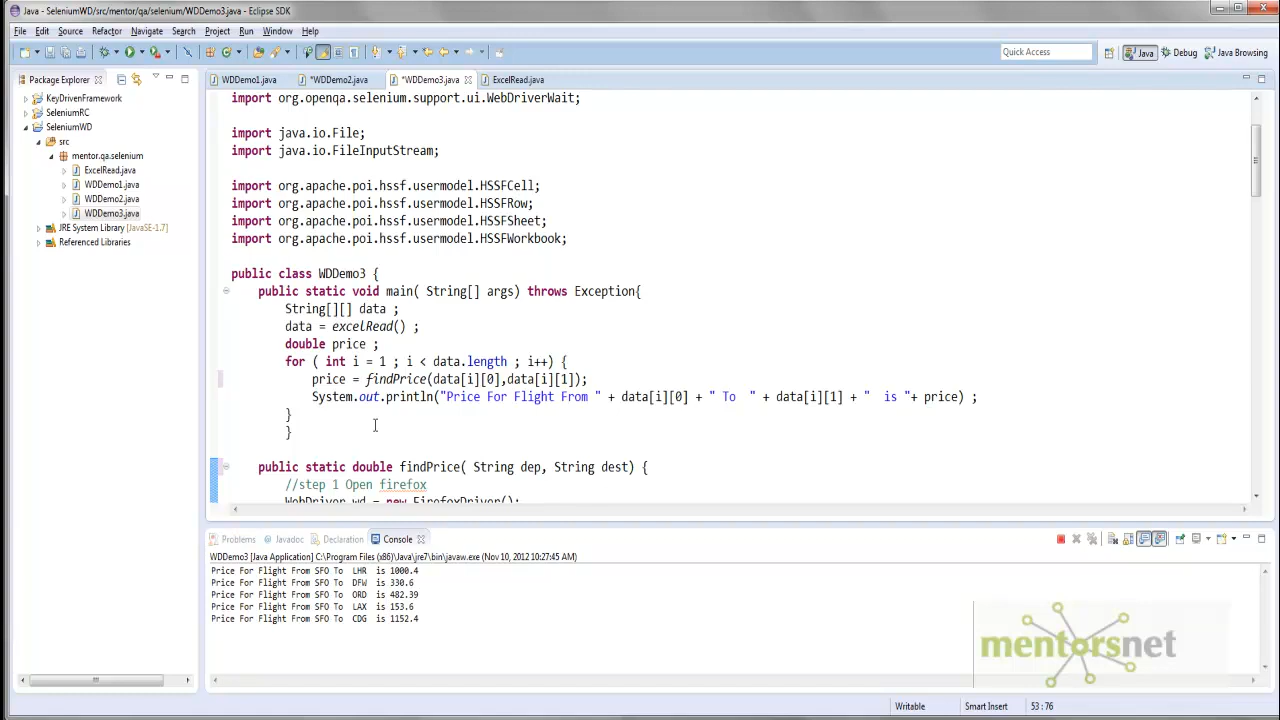 Java - SeleniumWD/src/mentor/qa/selenium/WDDemo3.java - Eclipse SDK
File Edit Source Refactor Navigate Search Project Run Window Help
Quick Access
Java
Debug
Java Browsing
Package Explorer
KeyDrivenFramework
SeleniumRC
SeleniumWD
src
mentor.qa.selenium
ExcelRead.java
WDDemo1.java
WDDemo2.java
WDDemo3.java
JRE System Library [JavaSE-1.7]
Referenced Libraries
WDDemo1.java *WDDemo2.java *WDDemo3.java ExcelRead.java
import org.openqa.selenium.support.ui.WebDriverWait;
import java.io.File;
import java.io.FileInputStream;
import org.apache.poi.hssf.usermodel.HSSFCell;
import org.apache.poi.hssf.usermodel.HSSFRow;
import org.apache.poi.hssf.usermodel.HSSFSheet;
import org.apache.poi.hssf.usermodel.HSSFWorkbook;
public class WDDemo3 {
public static void main( String[] args) throws Exception{
String[][] data ;
data = excelRead() ;
double price ;
for ( int i = 1 ; i < data.length ; i++) {
price = findPrice(data[i][0],data[i][1]);
System.out.println("Price For Flight From " + data[i][0] + " To  " + data[i][1] + "  is "+ price) ;
}
}
public static double findPrice( String dep, String dest) {
//step 1 Open firefox
WebDriver wd = new FirefoxDriver();
Problems Javadoc Declaration Console
WDDemo3 [Java Application] C:\Program Files (x86)\Java\jre7\bin\javaw.exe (Nov 10, 2012 10:27:45 AM)
Price For Flight From SFO To  LHR  is 1000.4
Price For Flight From SFO To  DFW  is 330.6
Price For Flight From SFO To  ORD  is 482.39
Price For Flight From SFO To  LAX  is 153.6
Price For Flight From SFO To  CDG  is 1152.4
mentorsnet
Writable
Smart Insert
53 : 76